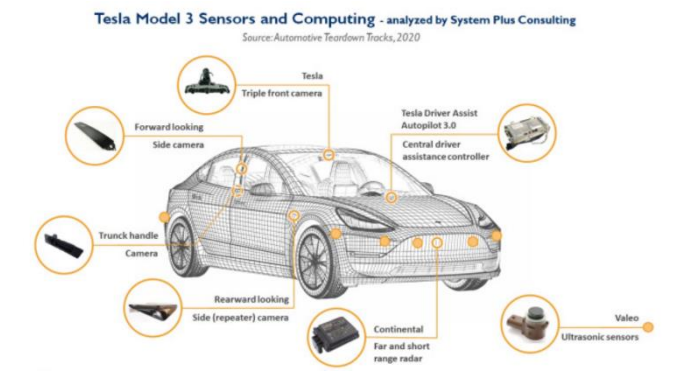 Tesla Model 3 Sensors and Computing - analyzed by System Plus Consulting
Source: Automotive Teardown Tracks, 2020
Tesla
Triple front camera
Forward looking
Side camera
Tesla Driver Assist
Autopilot 3.0
Central driver
assistance controller
Trunck handle
Camera
Rearward looking
Side (repeater) camera
Continental
Far and short
range radar
Valeo
Ultrasonic sensors